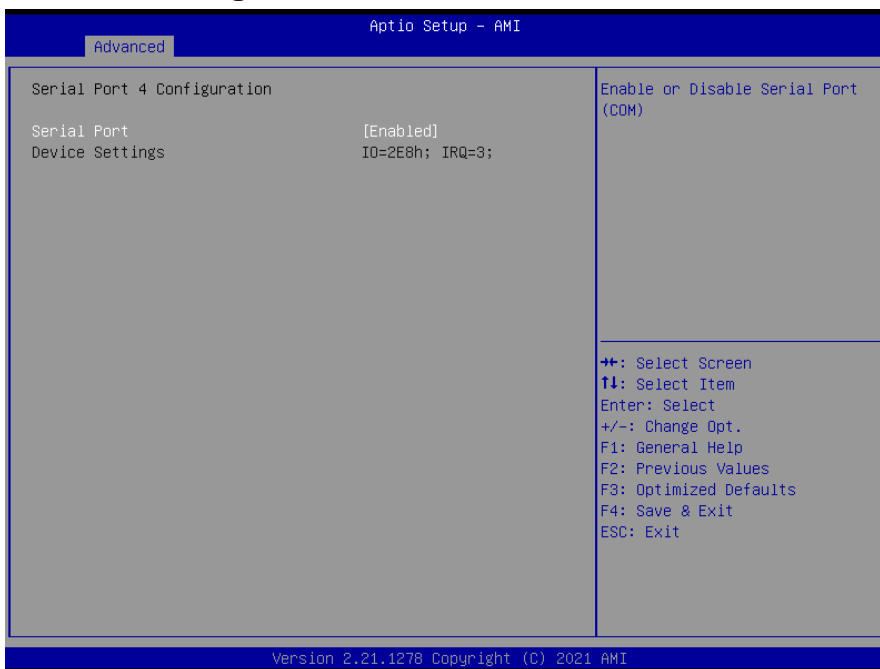 Aptio Setup – AMI
Advanced
Serial Port 4 Configuration
Serial Port [Enabled]
Device Settings IO=2E8h; IRQ=3;
Enable or Disable Serial Port
(COM)
→←: Select Screen
↑↓: Select Item
Enter: Select
+/-: Change Opt.
F1: General Help
F2: Previous Values
F3: Optimized Defaults
F4: Save & Exit
ESC: Exit
Version 2.21.1278 Copyright (C) 2021 AMI